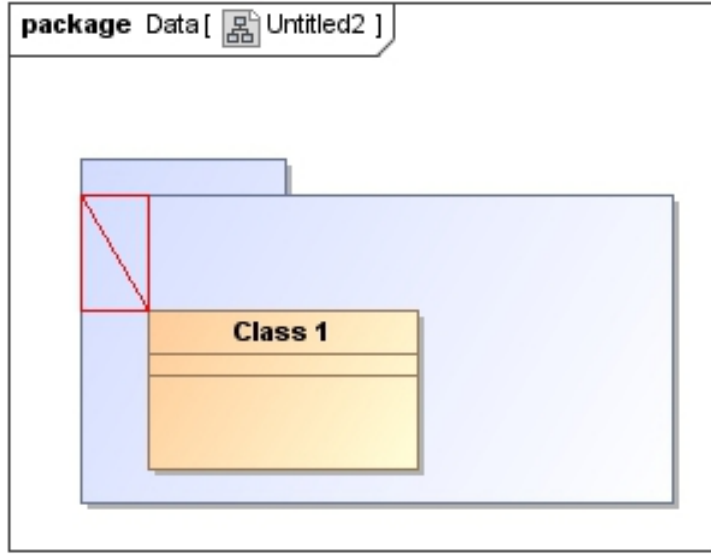 package Data [ Untitled2 ]
Class 1